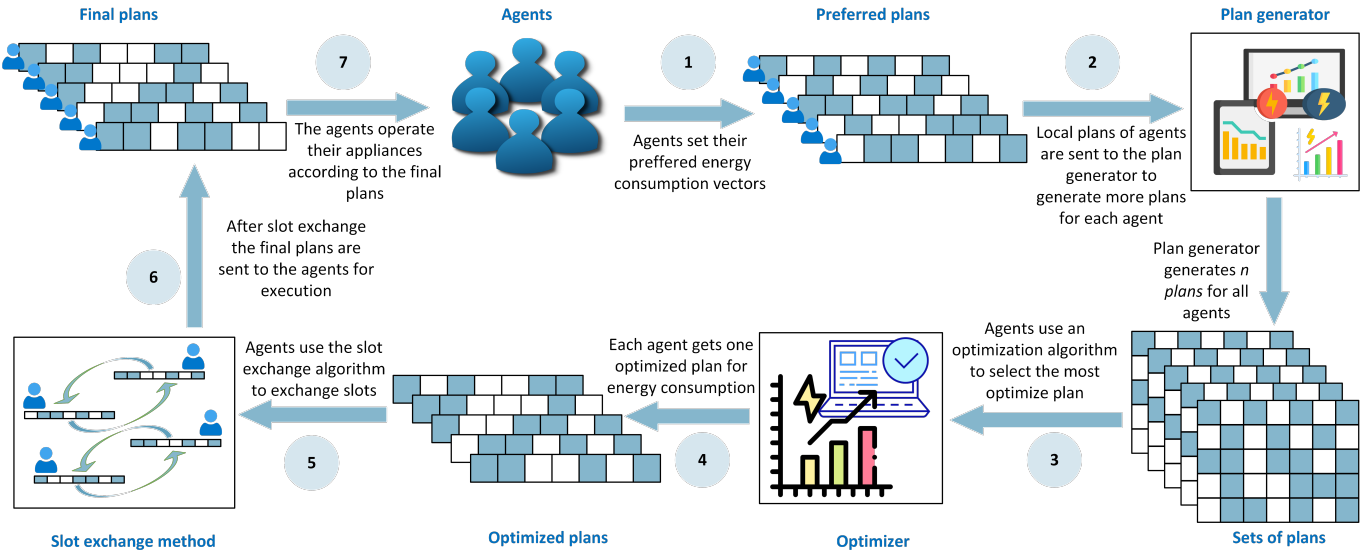 Final plans
Agents
Preferred plans
Plan generator
7
1
2
The agents operate
their appliances
according to the final
plans
Agents set their
preffered energy
consumption vectors
Local plans of agents
are sent to the plan
generator to
generate more plans
for each agent
After slot exchange
the final plans are
sent to the agents for
execution
6
Plan generator
generates n
plans for all
agents
Agents use the slot
exchange algorithm
to exchange slots
Each agent gets one
optimized plan for
energy consumption
Agents use an
optimization algorithm
to select the most
optimize plan
5
4
3
Slot exchange method
Optimized plans
Optimizer
Sets of plans